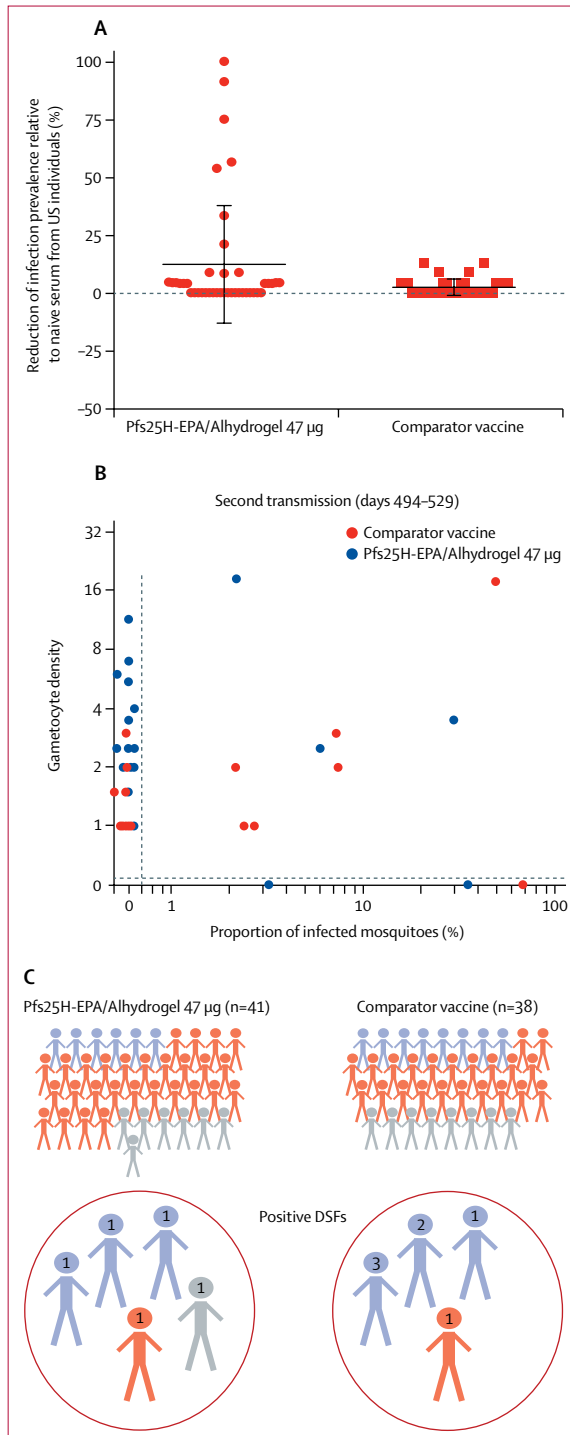 A
Reduction of infection prevalence relative
to naive serum from US individuals (%)
100
75
50
25
0
−25
−50
Pfs25H-EPA/Alhydrogel 47 µg
Comparator vaccine
B
Second transmission (days 494–529)
Comparator vaccine
Pfs25H-EPA/Alhydrogel 47 µg
Gametocyte density
32
16
8
4
2
1
0
0
1
10
100
Proportion of infected mosquitoes (%)
C
Pfs25H-EPA/Alhydrogel 47 µg (n=41)
Comparator vaccine (n=38)
Positive DSFs
1
1
1
1
1
2
1
3
1